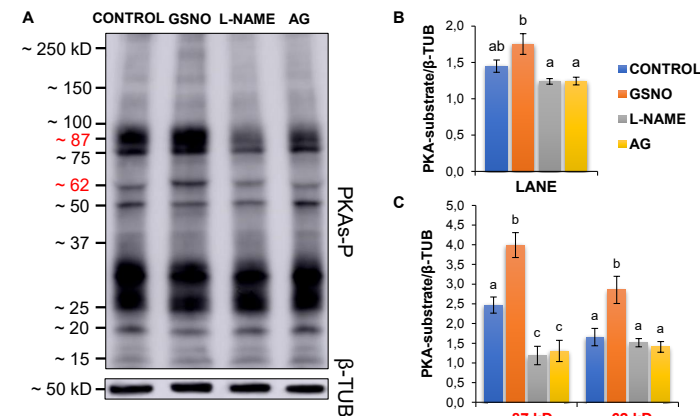 A
CONTROL GSNO L-NAME AG
~ 250 kD
~ 150
~ 100
~ 87
~ 75
~ 62
~ 50
~ 37
~ 25
~ 20
~ 15
~ 50 kD
PKAs-P
β-TUB
B
PKA-substrate/β-TUB
2,0
1,5
1,0
0,5
0,0
ab b a a
LANE
CONTROL
GSNO
L-NAME
AG
C
PKA-substrate/β-TUB
5,0
4,5
4,0
3,5
3,0
2,5
2,0
1,5
1,0
0,5
0,0
a b c c a b a a